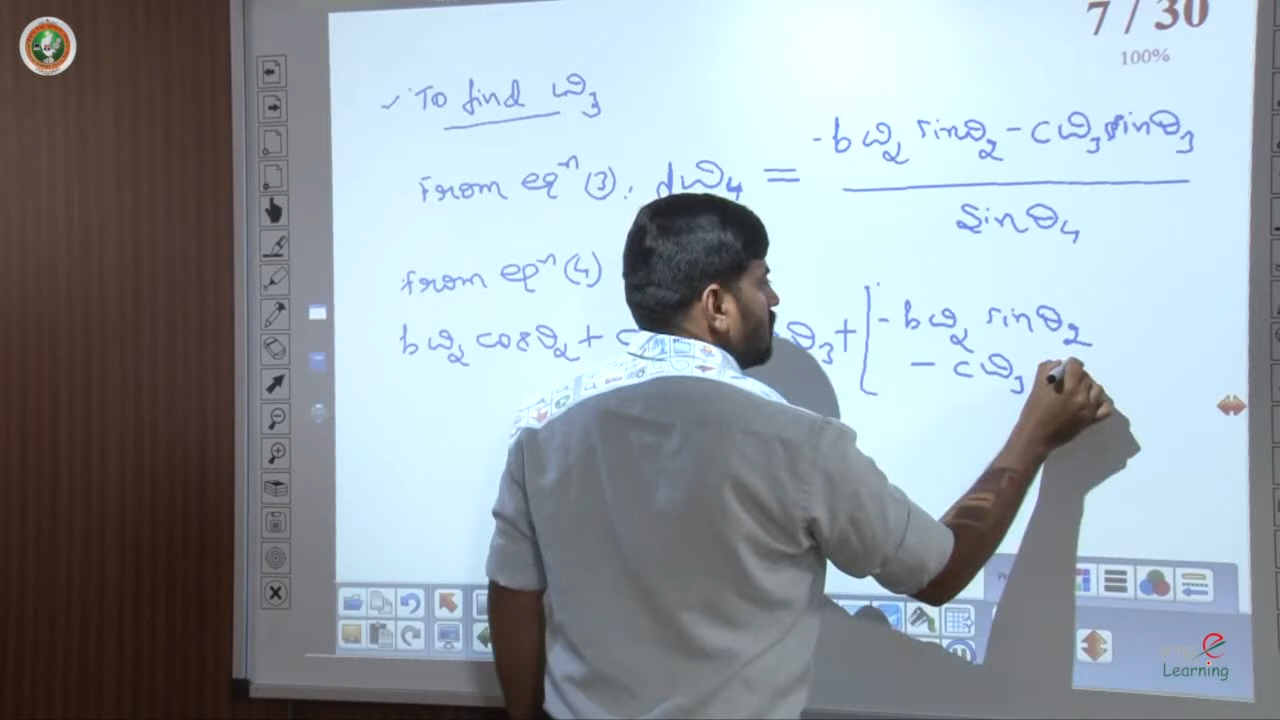 7 / 30
100%
To find ω₃
from eqⁿ (3). dω₄ = -bω₂ sinθ₂ - cω₃ sinθ₃
sinθ₄
from eqⁿ (4)
bω₂ cosθ₂ + c θ₃ + [ -bω₂ sinθ₂
- cω₃
e
Learning